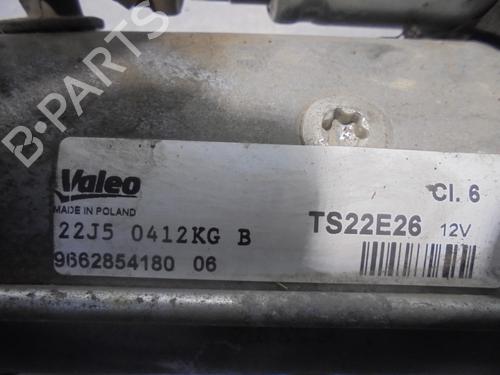 B-PARTS
Valeo
MADE IN POLAND
Cl. 6
22J5 0412KG B
TS22E26 12V
9662854180 06